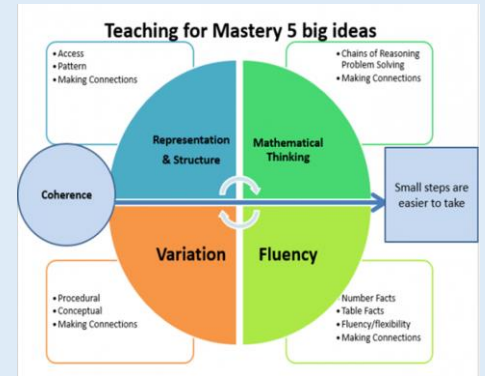 Teaching for Mastery 5 big ideas
• Access
• Pattern
• Making Connections
• Chains of Reasoning
Problem Solving
• Making Connections
Representation
& Structure
Mathematical
Thinking
Coherence
Small steps are
easier to take
Variation
Fluency
• Procedural
• Conceptual
• Making Connections
Number Facts
• Table Facts
• Fluency/flexibility
• Making Connections